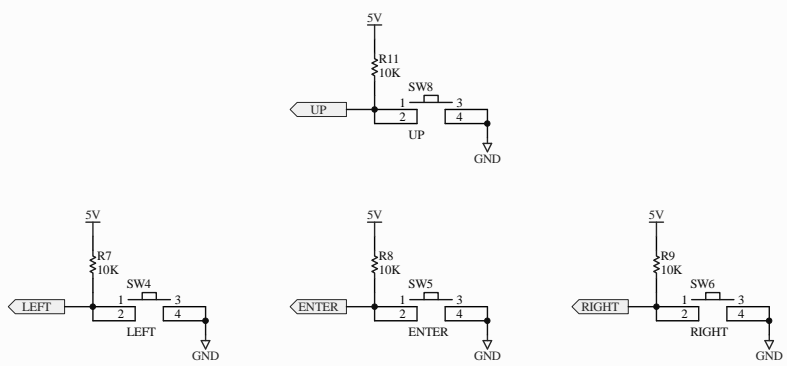 5V
R11
10K
SW8
UP
1
3
2
4
UP
GND
5V
5V
5V
R7
10K
R8
10K
R9
10K
SW4
SW5
SW6
LEFT
1
3
2
4
LEFT
GND
ENTER
1
3
2
4
ENTER
GND
RIGHT
1
3
2
4
RIGHT
GND